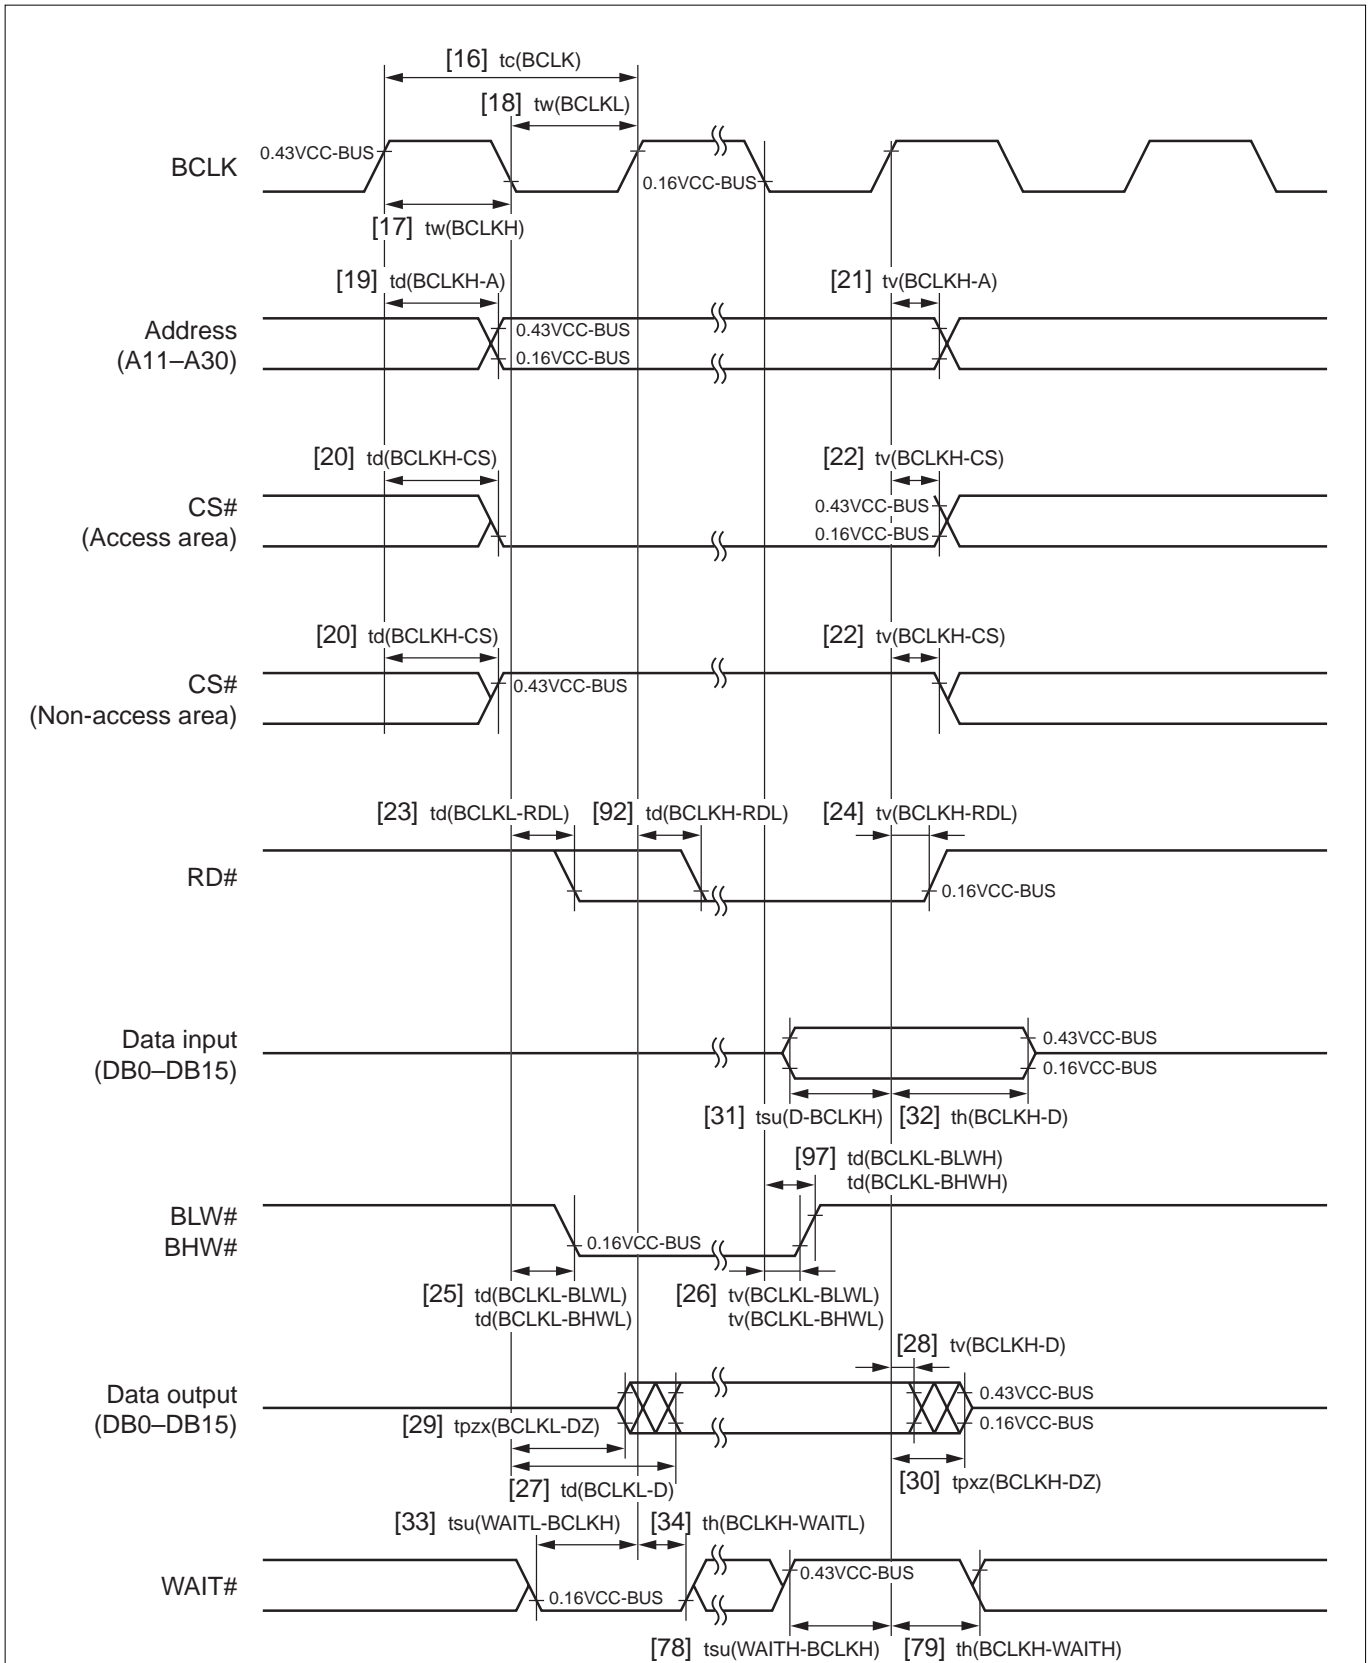 [16] tc(BCLK)
[18] tw(BCLKL)
0.43VCC-BUS
BCLK
0.16VCC-BUS
[17] tw(BCLKH)
[19] td(BCLKH-A)
[21] tv(BCLKH-A)
Address
(A11–A30)
0.43VCC-BUS
0.16VCC-BUS
[20] td(BCLKH-CS)
[22] tv(BCLKH-CS)
CS#
(Access area)
0.43VCC-BUS
0.16VCC-BUS
[20] td(BCLKH-CS)
[22] tv(BCLKH-CS)
CS#
(Non-access area)
0.43VCC-BUS
[23] td(BCLKL-RDL)
[92] td(BCLKH-RDL)
[24] tv(BCLKH-RDL)
RD#
0.16VCC-BUS
Data input
(DB0–DB15)
0.43VCC-BUS
0.16VCC-BUS
[31] tsu(D-BCLKH)
[32] th(BCLKH-D)
[97] td(BCLKL-BLWH)
td(BCLKL-BHWH)
BLW#
BHW#
0.16VCC-BUS
[25] td(BCLKL-BLWL)
td(BCLKL-BHWL)
[26] tv(BCLKL-BLWL)
tv(BCLKL-BHWL)
[28] tv(BCLKH-D)
Data output
(DB0–DB15)
0.43VCC-BUS
0.16VCC-BUS
[29] tpzx(BCLKL-DZ)
[27] td(BCLKL-D)
[30] tpxz(BCLKH-DZ)
[33] tsu(WAITL-BCLKH)
[34] th(BCLKH-WAITL)
WAIT#
0.16VCC-BUS
0.43VCC-BUS
[78] tsu(WAITH-BCLKH)
[79] th(BCLKH-WAITH)